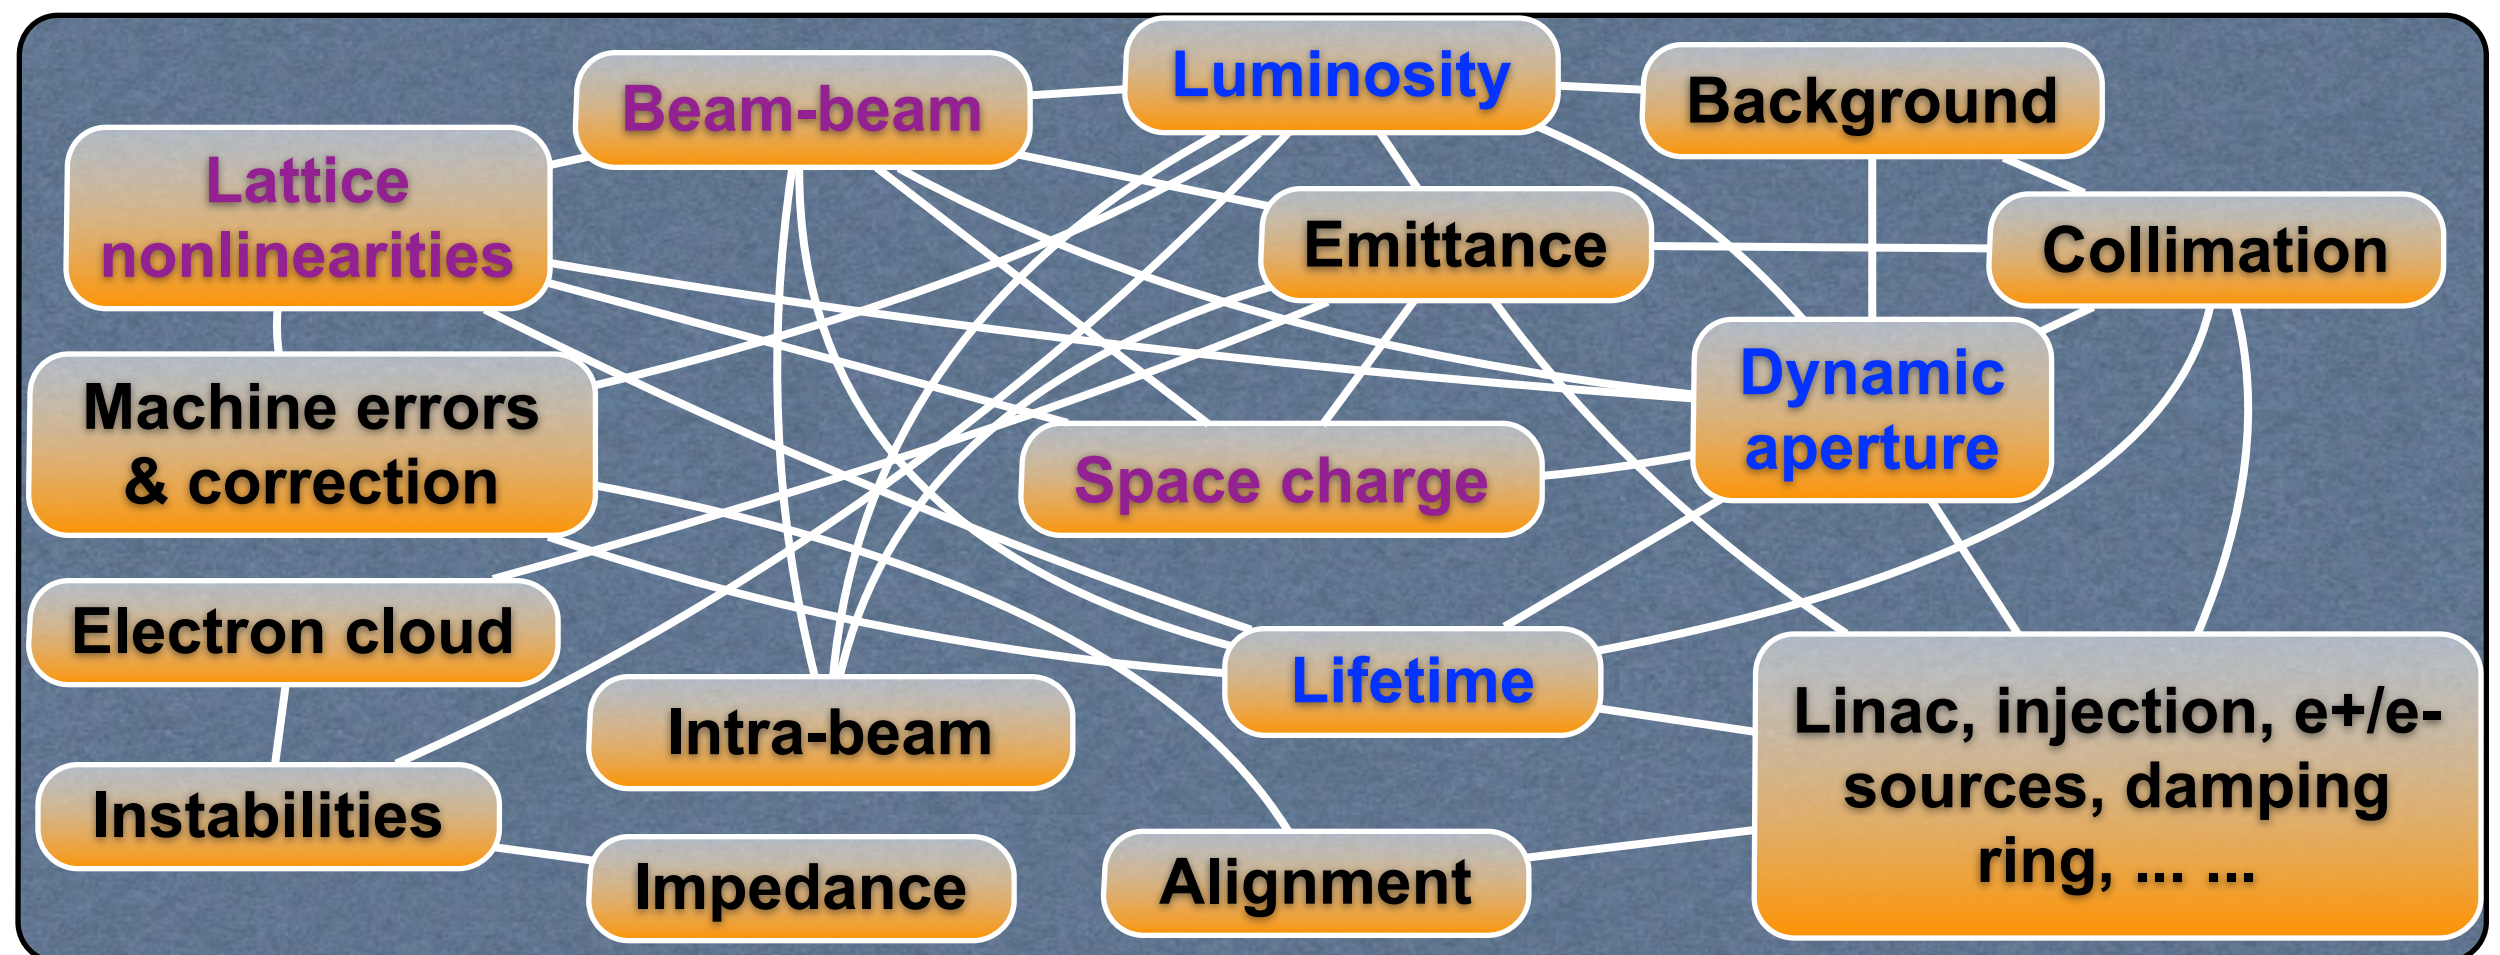 Luminosity
Beam-beam
Background
Lattice
nonlinearities
Emittance
Collimation
Machine errors
& correction
Dynamic
aperture
Space charge
Electron cloud
Lifetime
Intra-beam
Linac, injection, e+/e-
sources, damping
ring, ... ...
Instabilities
Impedance
Alignment